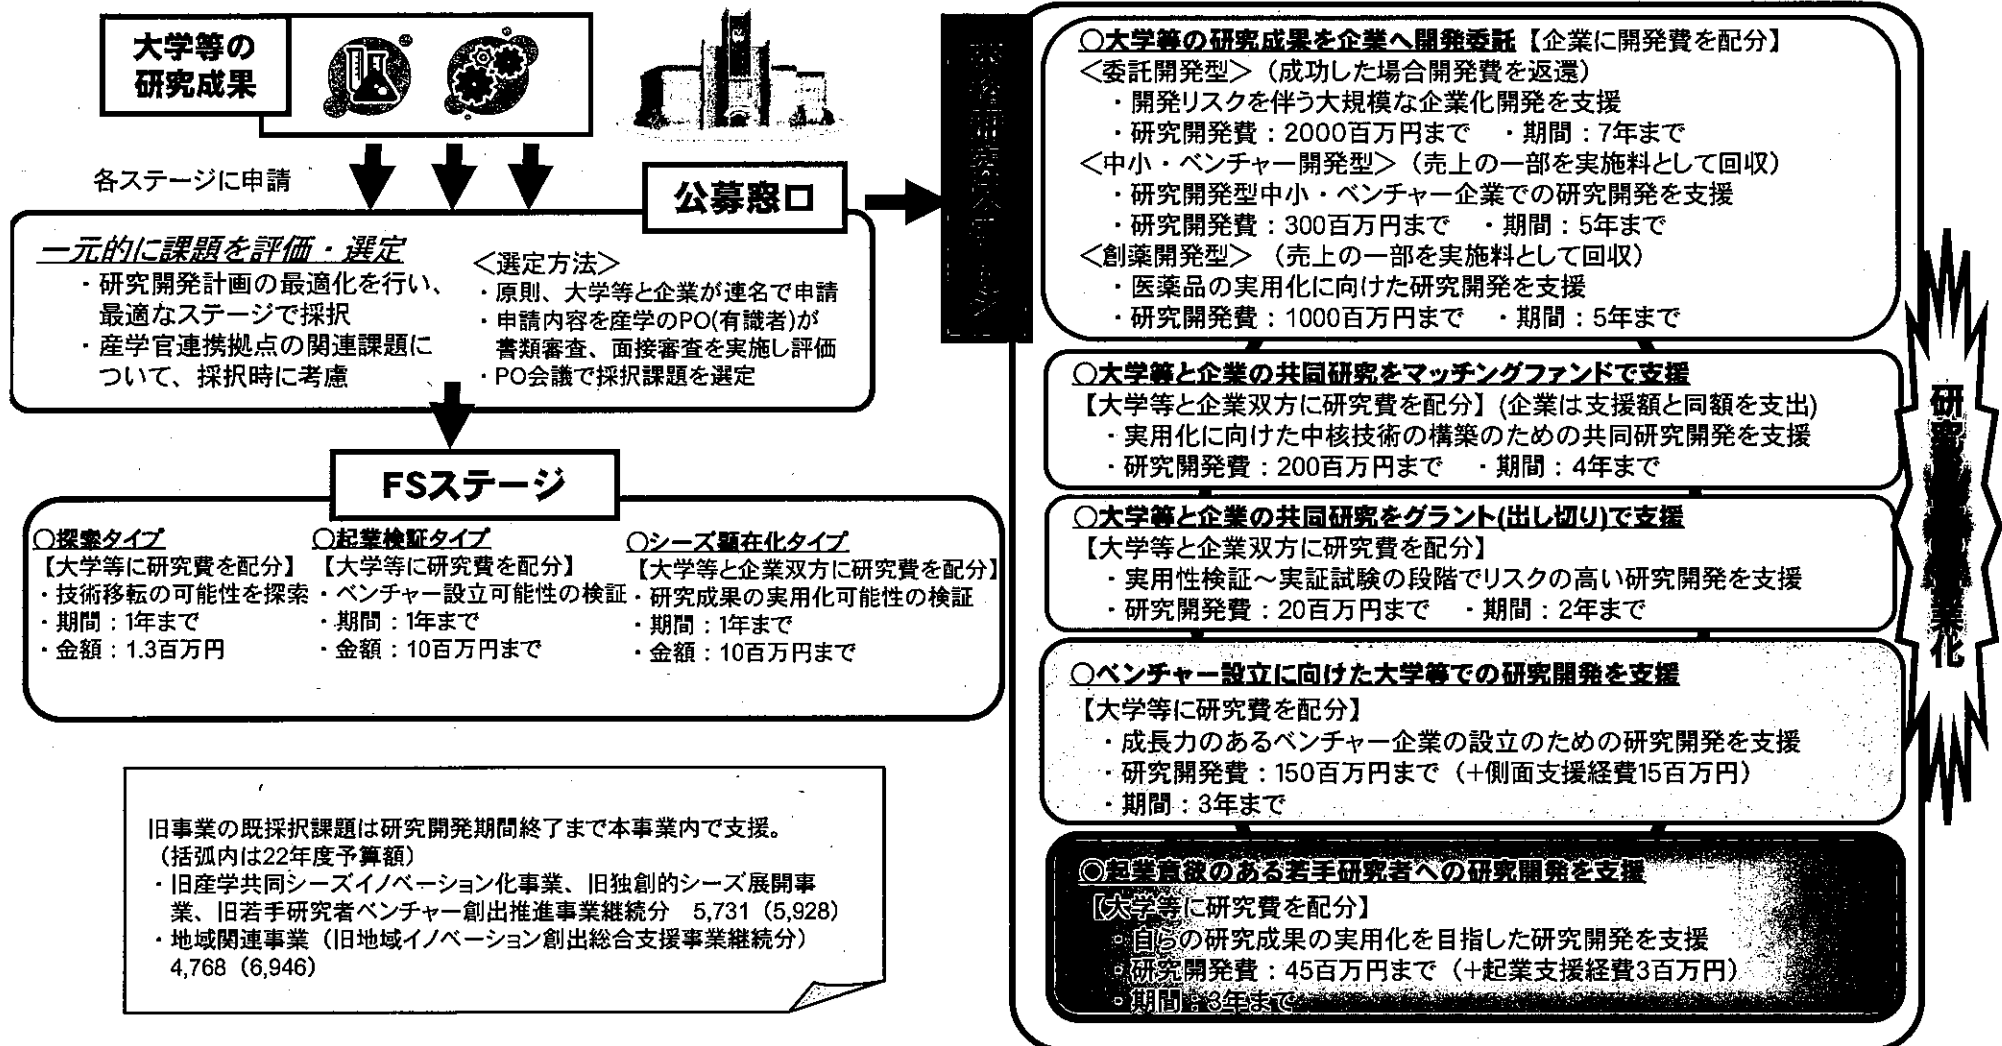 大学等の
研究成果
各ステージに申請
公募窓口
一元的に課題を評価・選定
・研究開発計画の最適化を行い、
最適なステージで採択
・産学官連携拠点の関連課題に
ついて、採択時に考慮
＜選定方法＞
・原則、大学等と企業が連名で申請
・申請内容を産学のPO(有識者)が
書類審査、面接審査を実施し評価
・PO会議で採択課題を選定
FSステージ
○探索タイプ
【大学等に研究費を配分】
・技術移転の可能性を探索
・期間：1年まで
・金額：1.3百万円
○起業検証タイプ
【大学等に研究費を配分】
・ベンチャー設立可能性の検証
・期間：1年まで
・金額：10百万円まで
○シーズ顕在化タイプ
【大学等と企業双方に研究費を配分】
・研究成果の実用化可能性の検証
・期間：1年まで
・金額：10百万円まで
旧事業の既採択課題は研究開発期間終了まで本事業内で支援。
（括弧内は22年度予算額）
・旧産学共同シーズイノベーション化事業、旧独創的シーズ展開事
業、旧若手研究者ベンチャー創出推進事業継続分　5,731（5,928）
・地域関連事業（旧地域イノベーション創出総合支援事業継続分）
4,768（6,946）
○大学等の研究成果を企業へ開発委託【企業に開発費を配分】
＜委託開発型＞（成功した場合開発費を返還）
・開発リスクを伴う大規模な企業化開発を支援
・研究開発費：2000百万円まで　・期間：7年まで
＜中小・ベンチャー開発型＞（売上の一部を実施料として回収）
・研究開発型中小・ベンチャー企業での研究開発を支援
・研究開発費：300百万円まで　・期間：5年まで
＜創薬開発型＞（売上の一部を実施料として回収）
・医薬品の実用化に向けた研究開発を支援
・研究開発費：1000百万円まで　・期間：5年まで
○大学等と企業の共同研究をマッチングファンドで支援
【大学等と企業双方に研究費を配分】(企業は支援額と同額を支出)
・実用化に向けた中核技術の構築のための共同研究開発を支援
・研究開発費：200百万円まで　・期間：4年まで
○大学等と企業の共同研究をグラント(出し切り)で支援
【大学等と企業双方に研究費を配分】
・実用性検証～実証試験の段階でリスクの高い研究開発を支援
・研究開発費：20百万円まで　・期間：2年まで
○ベンチャー設立に向けた大学等での研究開発を支援
【大学等に研究費を配分】
・成長力のあるベンチャー企業の設立のための研究開発を支援
・研究開発費：150百万円まで（+側面支援経費15百万円）
・期間：3年まで
○起業意欲のある若手研究者への研究開発を支援
【大学等に研究費を配分】
・自らの研究成果の実用化を目指した研究開発を支援
・研究開発費：45百万円まで（+起業支援経費3百万円）
・期間：3年まで
研究
業化